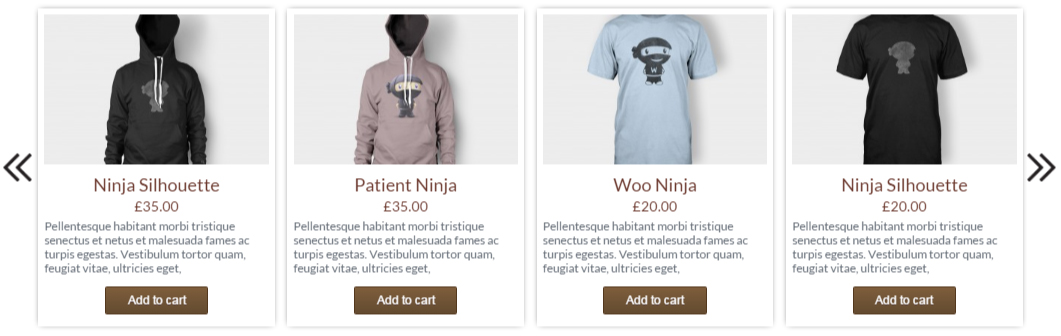 Ninja Silhouette
£35.00
Pellentesque habitant morbi tristique
senectus et netus et malesuada fames ac
turpis egestas. Vestibulum tortor quam,
feugiat vitae, ultricies eget,
Add to cart
Patient Ninja
£35.00
Pellentesque habitant morbi tristique
senectus et netus et malesuada fames ac
turpis egestas. Vestibulum tortor quam,
feugiat vitae, ultricies eget,
Add to cart
W
Woo Ninja
£20.00
Pellentesque habitant morbi tristique
senectus et netus et malesuada fames ac
turpis egestas. Vestibulum tortor quam,
feugiat vitae, ultricies eget,
Add to cart
Ninja Silhouette
£20.00
Pellentesque habitant morbi tristique
senectus et netus et malesuada fames ac
turpis egestas. Vestibulum tortor quam,
feugiat vitae, ultricies eget,
Add to cart